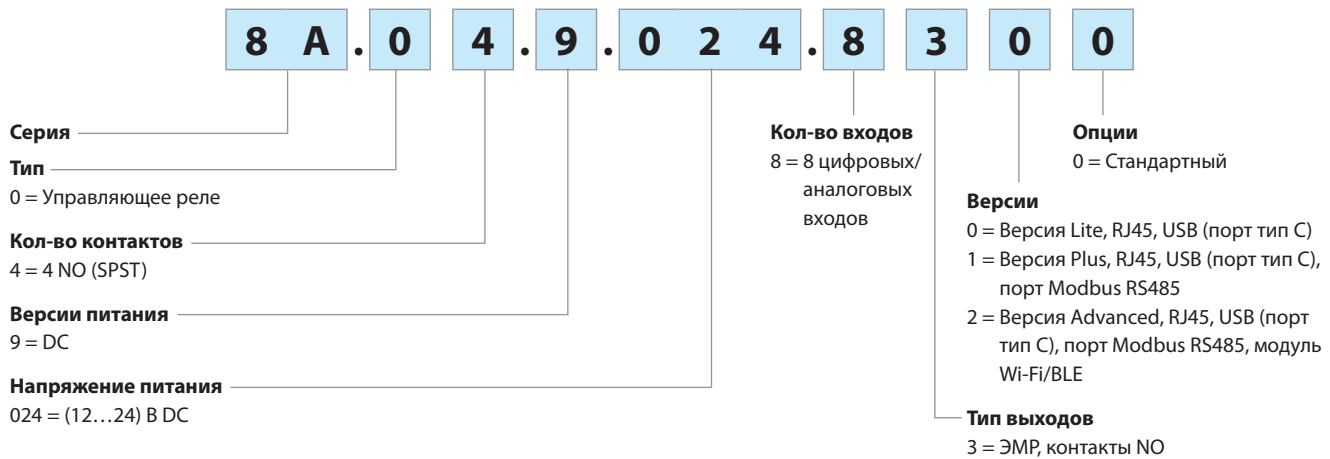 8 A . 0 4 . 9 . 0 2 4 . 8 3 0 0
Серия
Тип
0 = Управляющее реле
Кол-во контактов
4 = 4 NO (SPST)
Версии питания
9 = DC
Напряжение питания
024 = (12…24) В DC
Кол-во входов
8 = 8 цифровых/
аналоговых
входов
Опции
0 = Стандартный
Версии
0 = Версия Lite, RJ45, USB (порт тип C)
1 = Версия Plus, RJ45, USB (порт тип C),
порт Modbus RS485
2 = Версия Advanced, RJ45, USB (порт
тип C), порт Modbus RS485, модуль
Wi-Fi/BLE
Тип выходов
3 = ЭМР, контакты NO